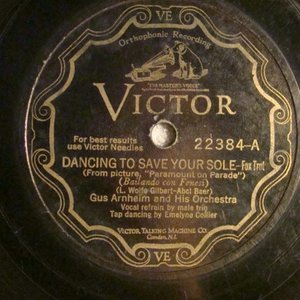 VE
Orthophonic Recording
"HIS MASTER'S VOICE"
VICTOR
For best results
use Victor Needles
22384-A
DANCING TO SAVE YOUR SOLE-Fox Trot
(From picture, "Paramount on Parade")
(Bailando con Frenesí)
(L. Wolfe Gilbert-Abel Baer)
Gus Arnheim and His Orchestra
Vocal refrain by male trio
Tap dancing by Emelyne Collier
VICTOR TALKING MACHINE CO.
Camden, N.J.
VE